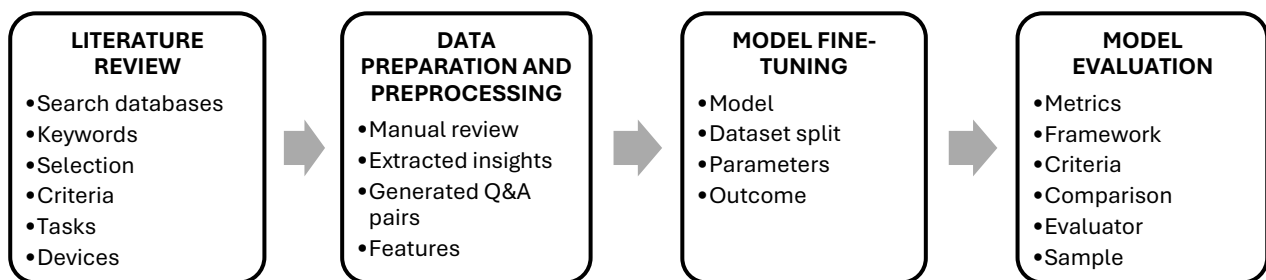 LITERATURE
REVIEW
•Search databases
•Keywords
•Selection
•Criteria
•Tasks
•Devices
DATA
PREPARATION AND
PREPROCESSING
•Manual review
•Extracted insights
•Generated Q&A
pairs
•Features
MODEL FINE-
TUNING
•Model
•Dataset split
•Parameters
•Outcome
MODEL
EVALUATION
•Metrics
•Framework
•Criteria
•Comparison
•Evaluator
•Sample